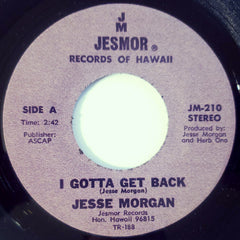 J
M
JESMOR®
RECORDS OF HAWAII
SIDE A
Time: 2:42
Publisher:
ASCAP
JM-210
STEREO
Produced by:
Jesse Morgan
and Herb Ono
I GOTTA GET BACK
(Jesse Morgan)
JESSE MORGAN
Jesmor Records
Hon. Hawaii 96815
TR-188